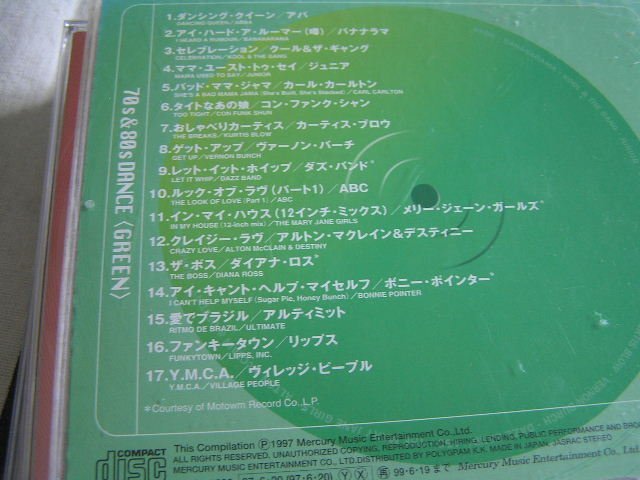 1.ダンシング・クイーン／アバ
DANCING QUEEN／ABBA
2.アイ・ハード・ア・ルーマー(噂)／バナナラマ
I HEARD A RUMOUR／BANANARAMA
3.セレブレーション／クール&ザ・ギャング
CELEBRATION／KOOL & THE GANG
4.ママ・ユースト・トゥ・セイ／ジュニア
MAMA USED TO SAY／JUNIOR
5.バッド・ママ・ジャマ／カール・カールトン
SHE'S A BAD MAMA JAMA (She's Built, She's Stacked)／CARL CARLTON
6.タイトなあの娘／コン・ファンク・シャン
TOO TIGHT／CON FUNK SHUN
7.おしゃべりカーティス／カーティス・ブロウ
THE BREAKS／KURTIS BLOW
8.ゲット・アップ／ヴァーノン・バーチ
GET UP／VERNON BURCH
9.レット・イット・ホイップ／ダズ・バンド*
LET IT WHIP／DAZZ BAND
10.ルック・オブ・ラヴ(パート1)／ABC
THE LOOK OF LOVE (Part 1)／ABC
11.イン・マイ・ハウス(12インチ・ミックス)／メリー・ジェーン・ガールズ*
IN MY HOUSE (12-inch mix)／THE MARY JANE GIRLS
12.クレイジー・ラヴ／アルトン・マクレイン&デスティニー
CRAZY LOVE／ALTON McCLAIN & DESTINY
13.ザ・ボス／ダイアナ・ロス*
THE BOSS／DIANA ROSS
14.アイ・キャント・ヘルプ・マイセルフ／ボニー・ポインター*
I CAN'T HELP MYSELF (Sugar Pie, Honey Bunch)／BONNIE POINTER
15.愛でブラジル／アルティミット
RITMO DE BRAZIL／ULTIMATE
16.ファンキータウン／リップス
FUNKYTOWN／LIPPS, INC.
17.Y.M.C.A.／ヴィレッジ・ピープル
Y.M.C.A.／VILLAGE PEOPLE
*Courtesy of Motowm Record Co.,L.P.
70s&80s DANCE〈GREEN〉
COMPACT
disc
This Compilation Ⓟ1997 Mercury Music Entertainment Co.,Ltd.
ALL RIGHTS RESERVED. UNAUTHORIZED COPYING, REPRODUCTION, HIRING, LENDING, PUBLIC PERFORMANCE AND
MERCURY MUSIC ENTERTAINMENT CO., LTD. DISTRIBUTED BY POLYGRAM K.K. MADE IN JAPAN, JASRAC STEREO
(97・6・20) Ⓨ Ⓧ 再 99・6・19まで Mercury Music Entertainment Co.,